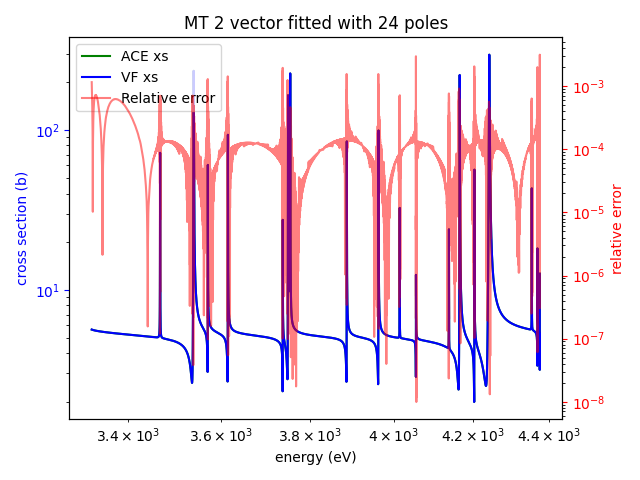 MT 2 vector fitted with 24 poles
ACE xs
VF xs
Relative error
cross section (b)
10²
10¹
relative error
10⁻³
10⁻⁴
10⁻⁵
10⁻⁶
10⁻⁷
10⁻⁸
3.4 × 10³ 3.6 × 10³ 3.8 × 10³ 4 × 10³ 4.2 × 10³ 4.4 × 10³
energy (eV)